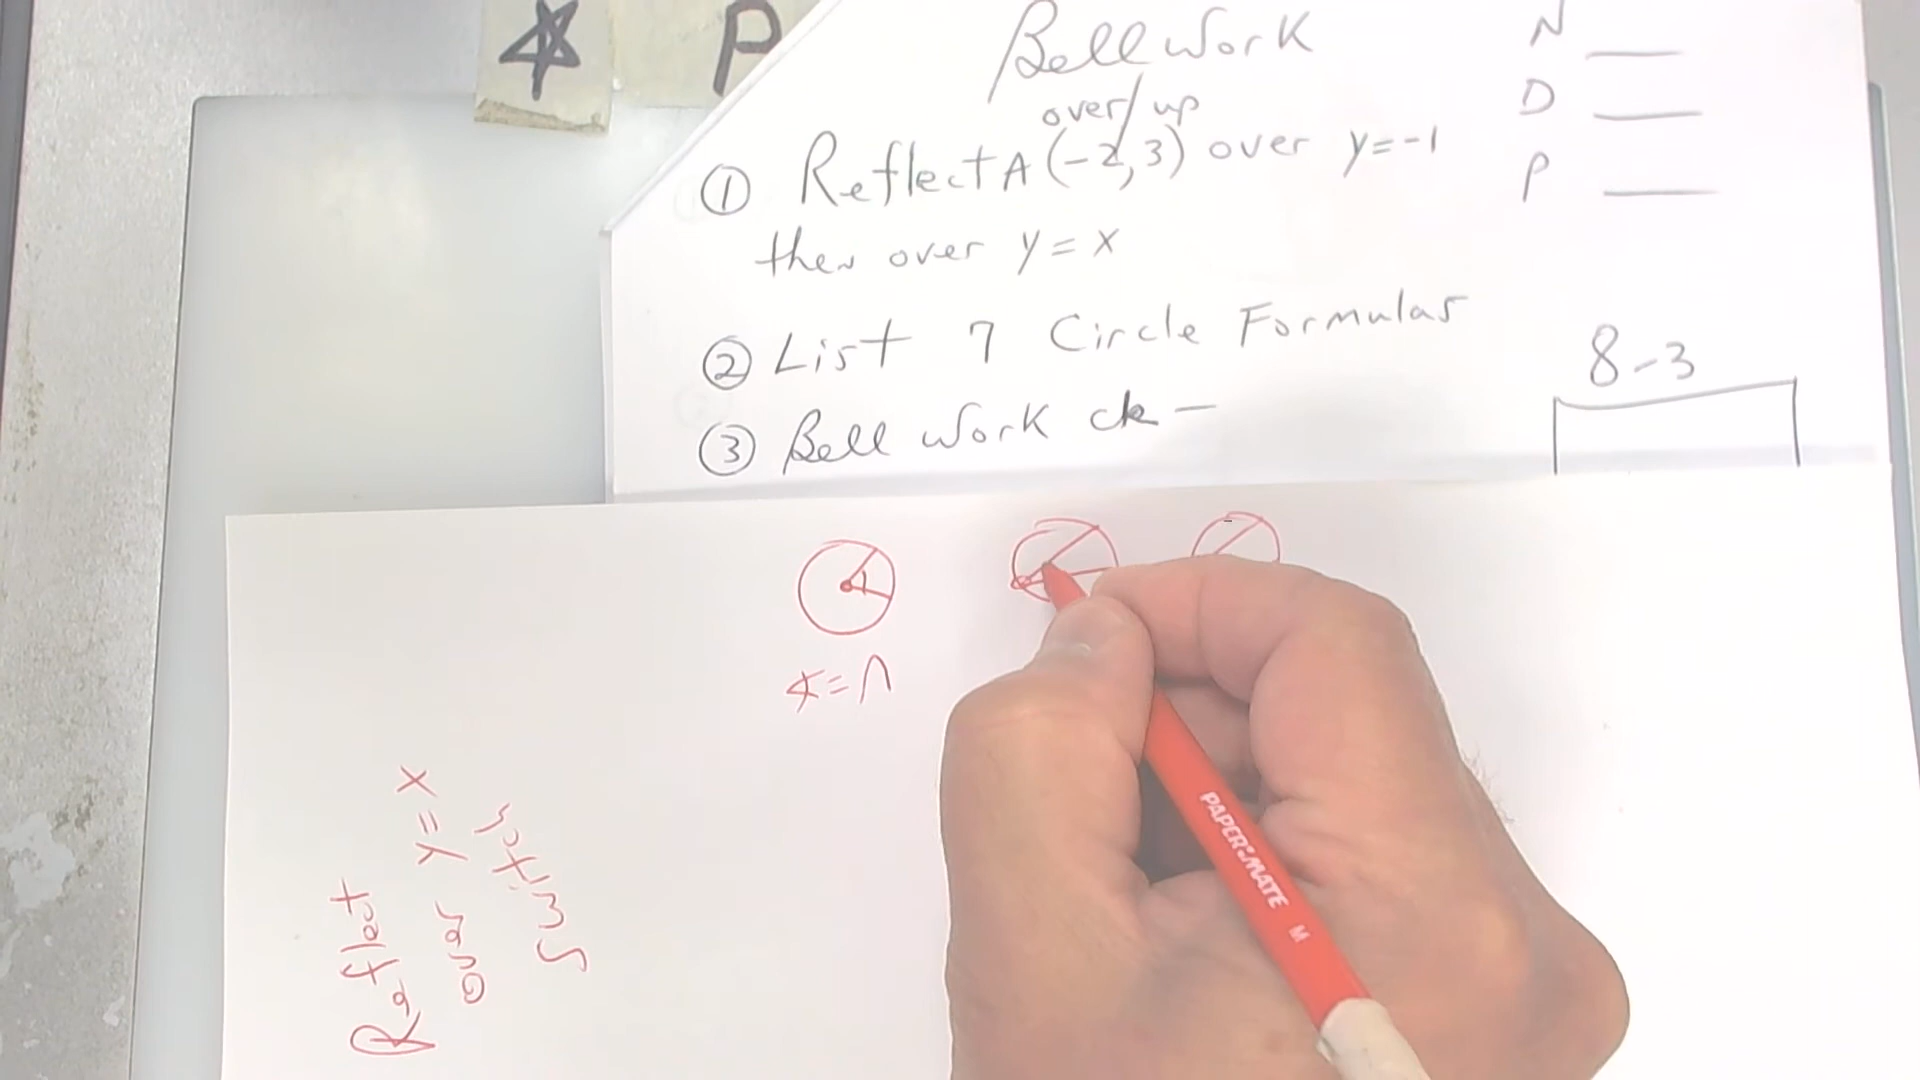 P
Bell Work
over/up
① Reflect A (-2,3) over y=-1
then over y=x
② List 7 Circle Formulas
③ Bell Work ck —
N
D
P
8-3
Reflect
over y=x
switch
PAPER:MATE M